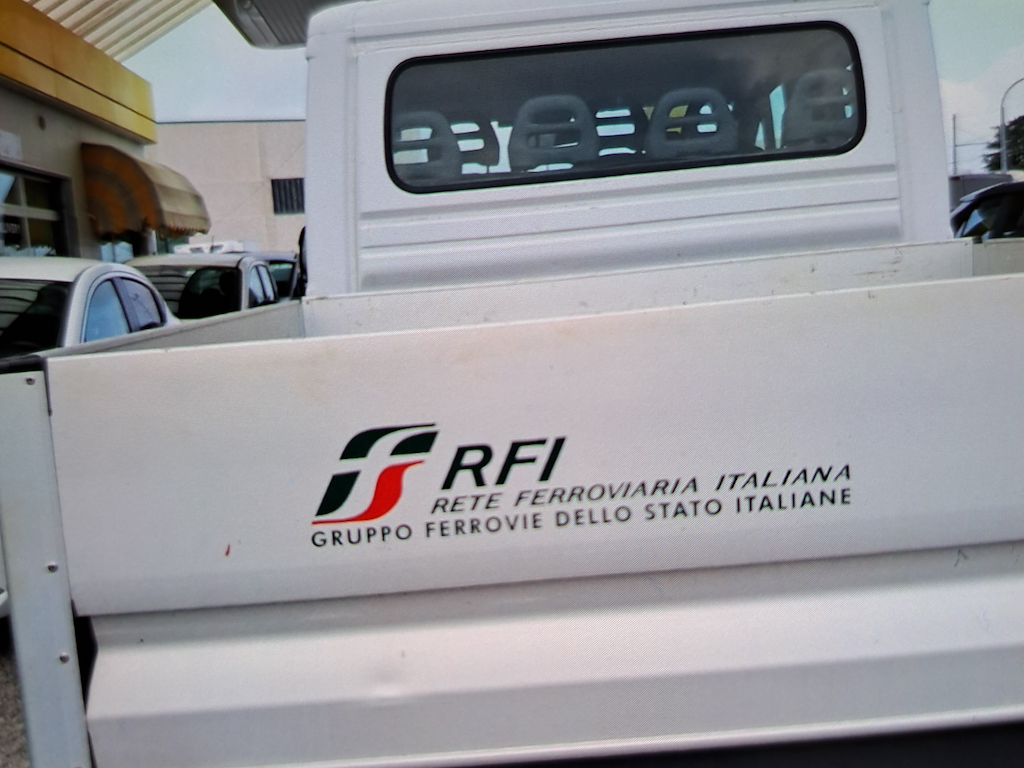 RFI
RETE FERROVIARIA ITALIANA
GRUPPO FERROVIE DELLO STATO ITALIANE